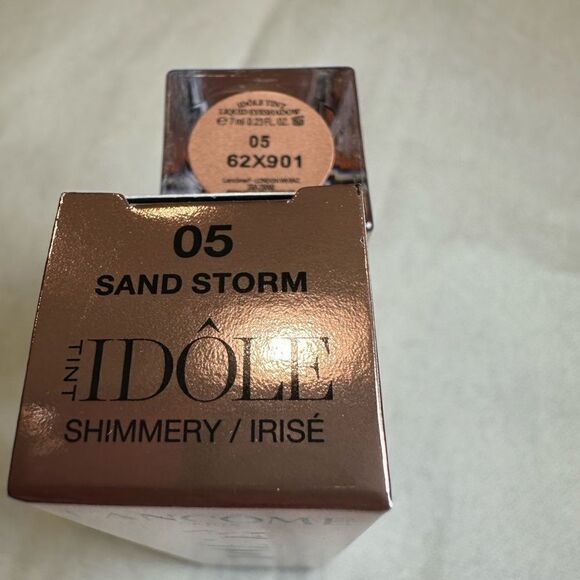 IDÔLE TINT
LIQUID EYESHADOW
℮ 7 ml 0.23 FL.OZ.
05
62X901
05
SAND STORM
TINT IDÔLE
SHIMMERY / IRISÉ
LANCÔME